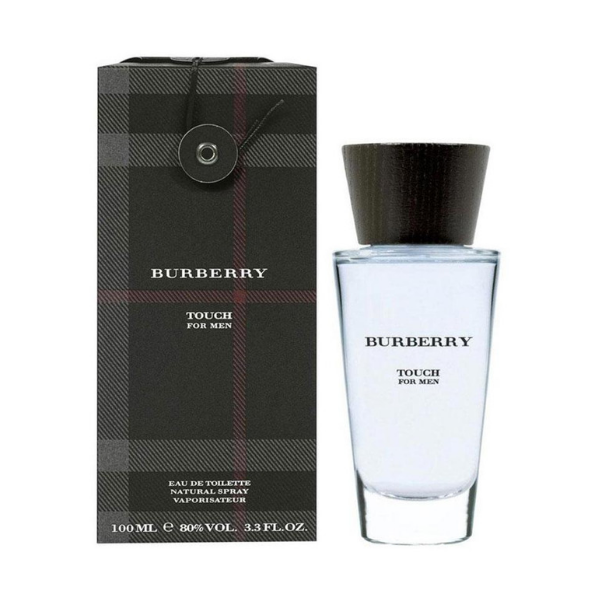 BURBERRY
TOUCH
FOR MEN
EAU DE TOILETTE
NATURAL SPRAY
VAPORISATEUR
100 ML ℮ 80% VOL. 3.3 FL.OZ.
BURBERRY
TOUCH
FOR MEN